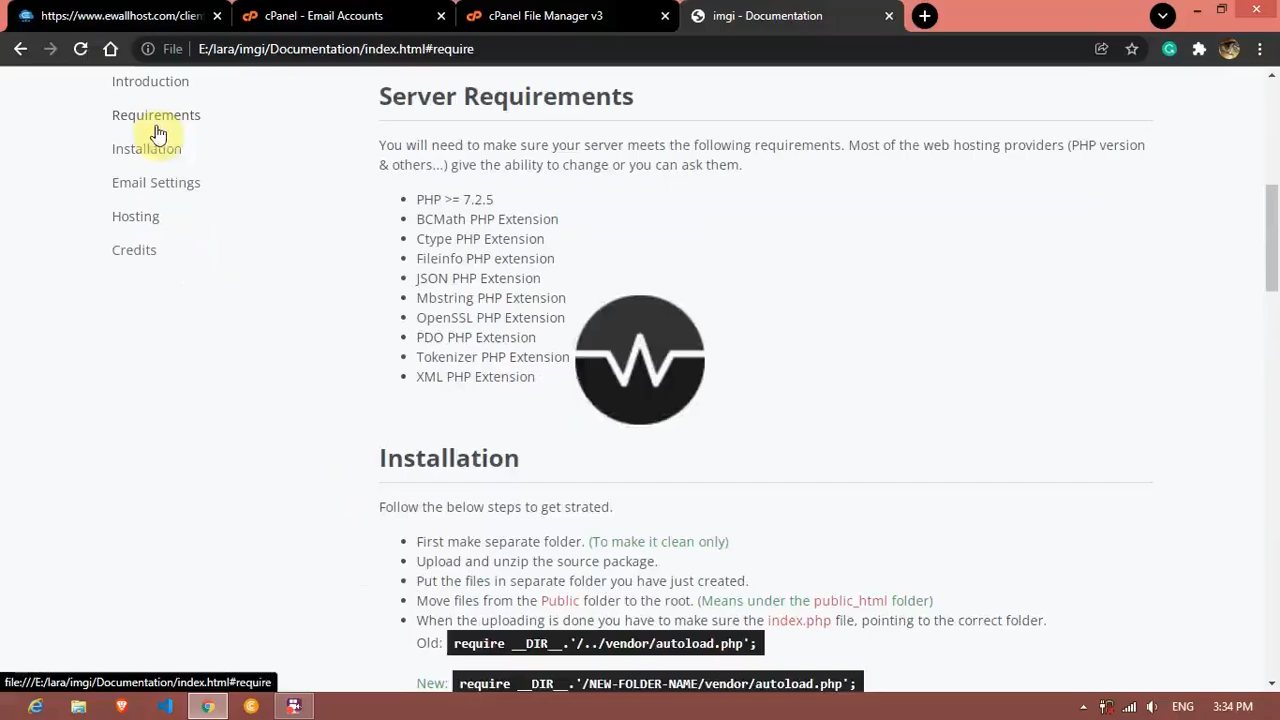 https://www.ewallhost.com/client
cPanel - Email Accounts
cPanel File Manager v3
imgi - Documentation
File
E:/lara/imgi/Documentation/index.html#require
Introduction
Requirements
Installation
Email Settings
Hosting
Credits
Server Requirements
You will need to make sure your server meets the following requirements. Most of the web hosting providers (PHP version
& others...) give the ability to change or you can ask them.
PHP >= 7.2.5
BCMath PHP Extension
Ctype PHP Extension
Fileinfo PHP extension
JSON PHP Extension
Mbstring PHP Extension
OpenSSL PHP Extension
PDO PHP Extension
Tokenizer PHP Extension
XML PHP Extension
Installation
Follow the below steps to get strated.
First make separate folder. (To make it clean only)
Upload and unzip the source package.
Put the files in separate folder you have just created.
Move files from the Public folder to the root. (Means under the public_html folder)
When the uploading is done you have to make sure the index.php file, pointing to the correct folder.
Old: require __DIR__.'/../vendor/autoload.php';
New: require __DIR__.'/NEW-FOLDER-NAME/vendor/autoload.php';
file:///E:/lara/imgi/Documentation/index.html#require
ENG
3:34 PM